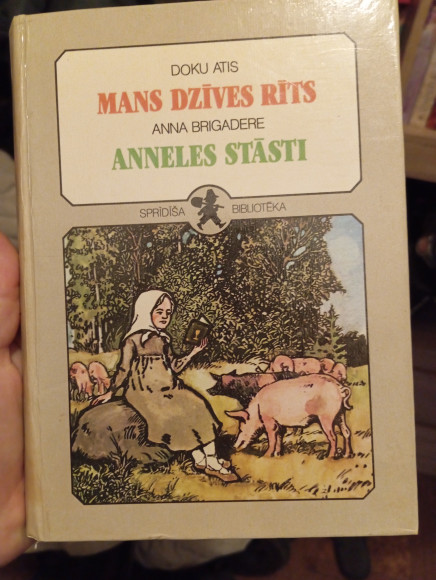 DOKU ATIS
MANS DZĪVES RĪTS
ANNA BRIGADERE
ANNELES STĀSTI
SPRĪDĪŠA BIBLIOTĒKA